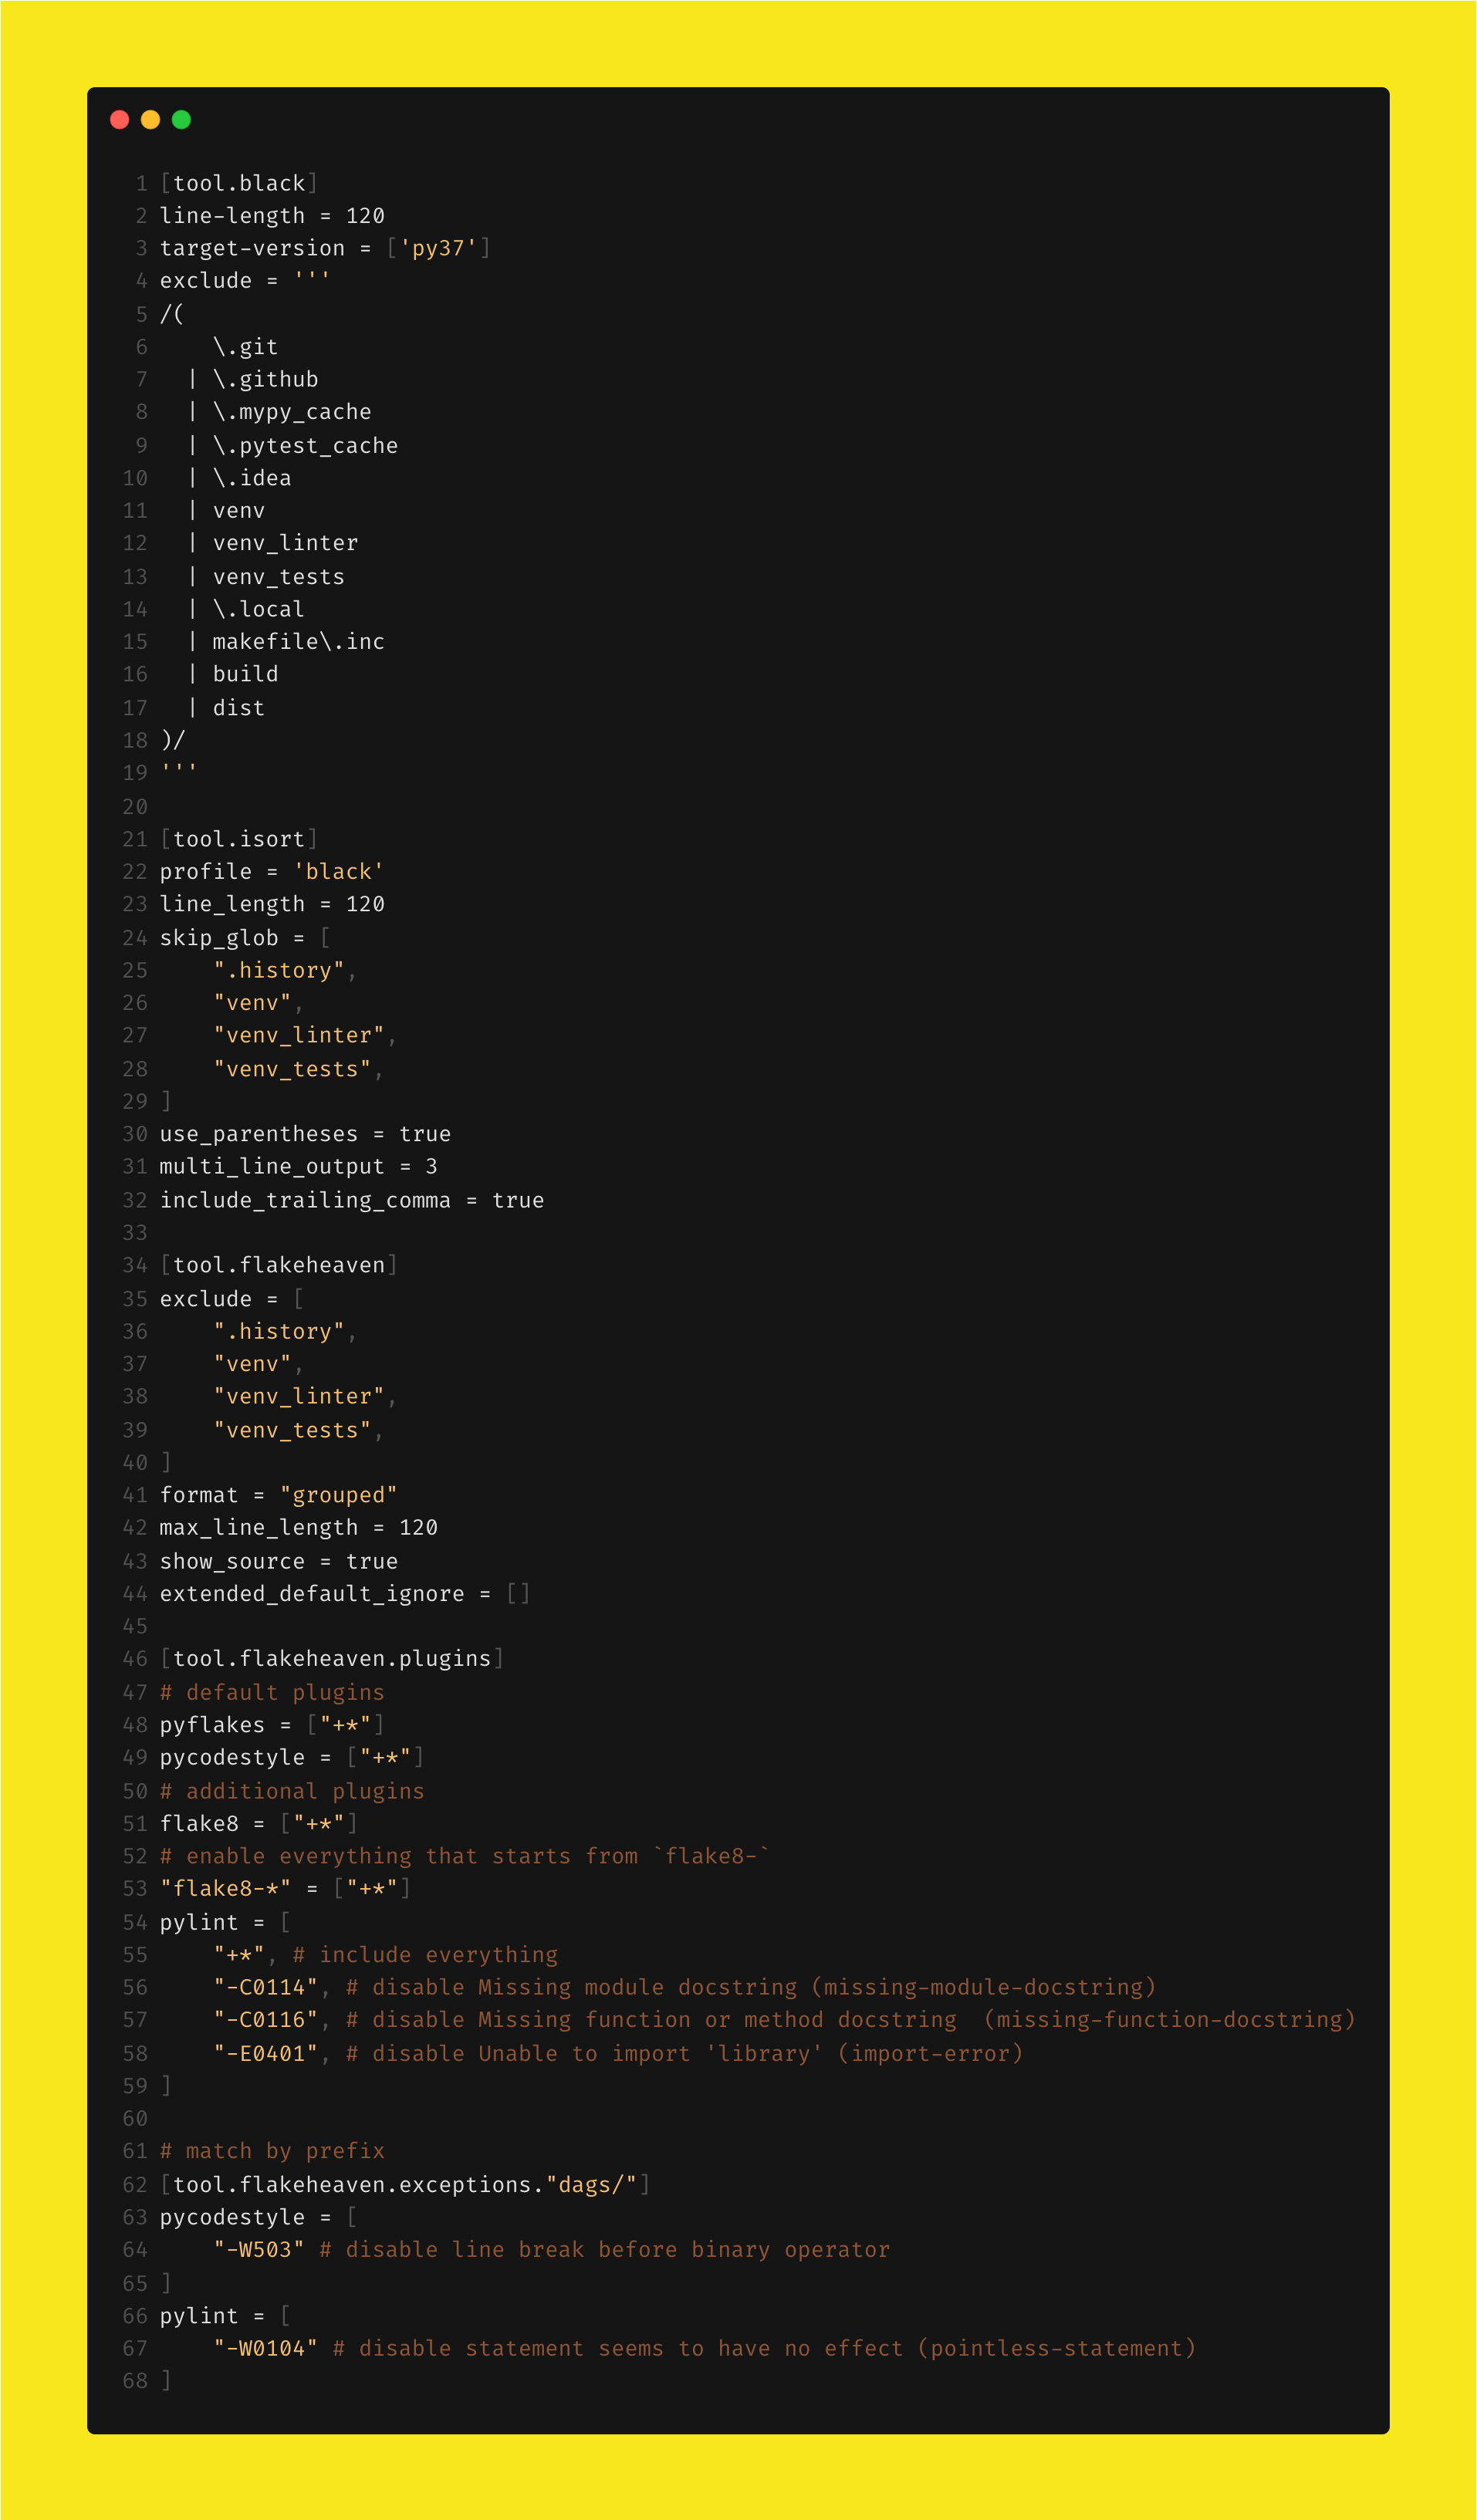 1 [tool.black]
2 line-length = 120
3 target-version = ['py37']
4 exclude = '''
5 /(
6     \.git
7   | \.github
8   | \.mypy_cache
9   | \.pytest_cache
10   | \.idea
11   | venv
12   | venv_linter
13   | venv_tests
14   | \.local
15   | makefile\.inc
16   | build
17   | dist
18 )/
19 '''
20
21 [tool.isort]
22 profile = 'black'
23 line_length = 120
24 skip_glob = [
25     ".history",
26     "venv",
27     "venv_linter",
28     "venv_tests",
29 ]
30 use_parentheses = true
31 multi_line_output = 3
32 include_trailing_comma = true
33
34 [tool.flakeheaven]
35 exclude = [
36     ".history",
37     "venv",
38     "venv_linter",
39     "venv_tests",
40 ]
41 format = "grouped"
42 max_line_length = 120
43 show_source = true
44 extended_default_ignore = []
45
46 [tool.flakeheaven.plugins]
47 # default plugins
48 pyflakes = ["+*"]
49 pycodestyle = ["+*"]
50 # additional plugins
51 flake8 = ["+*"]
52 # enable everything that starts from `flake8-`
53 "flake8-*" = ["+*"]
54 pylint = [
55     "+*", # include everything
56     "-C0114", # disable Missing module docstring (missing-module-docstring)
57     "-C0116", # disable Missing function or method docstring  (missing-function-docstring)
58     "-E0401", # disable Unable to import 'library' (import-error)
59 ]
60
61 # match by prefix
62 [tool.flakeheaven.exceptions."dags/"]
63 pycodestyle = [
64     "-W503" # disable line break before binary operator
65 ]
66 pylint = [
67     "-W0104" # disable statement seems to have no effect (pointless-statement)
68 ]